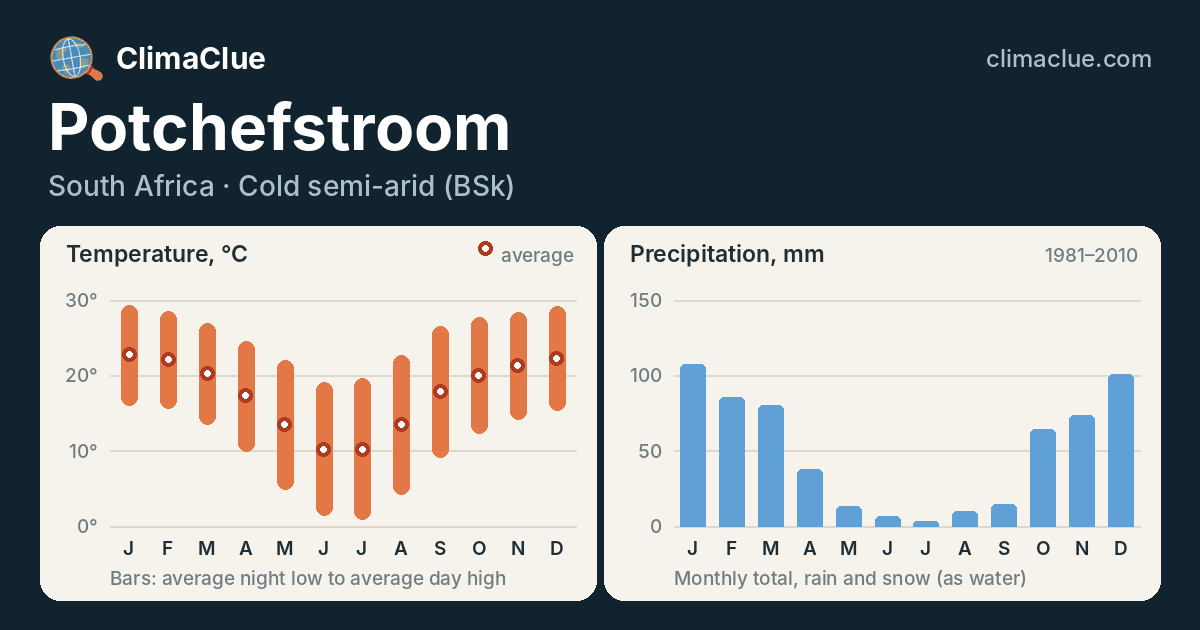 ClimaClue
climaclue.com
Potchefstroom
South Africa · Cold semi-arid (BSk)
Temperature, °C
average
30°
20°
10°
0°
J F M A M J J A S O N D
Bars: average night low to average day high
Precipitation, mm
1981–2010
150
100
50
0
J F M A M J J A S O N D
Monthly total, rain and snow (as water)